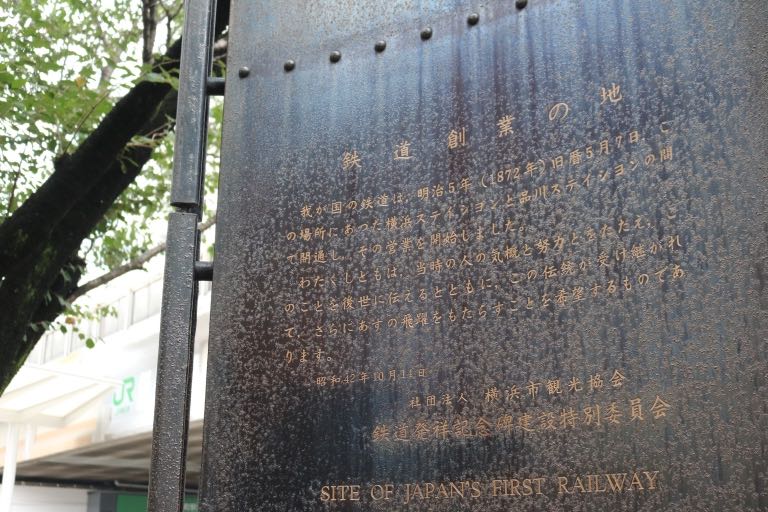 鉄道創業の地
我が国の鉄道は、明治5年(1872年)旧暦5月7日、こ
の場所にあった横浜ステイションと品川ステイションの間
で開通し、その営業を開始しました。
わたくしどもは、当時の人の気概と努力とをたたえ、こ
のことを後世に伝えるとともに、この伝統が受け継がれ
て、さらにあすの飛躍をもたらすことを希望するものであ
ります。
昭和42年10月14日
社団法人 横浜市観光協会
鉄道発祥記念碑建設特別委員会
SITE OF JAPAN'S FIRST RAILWAY
JR